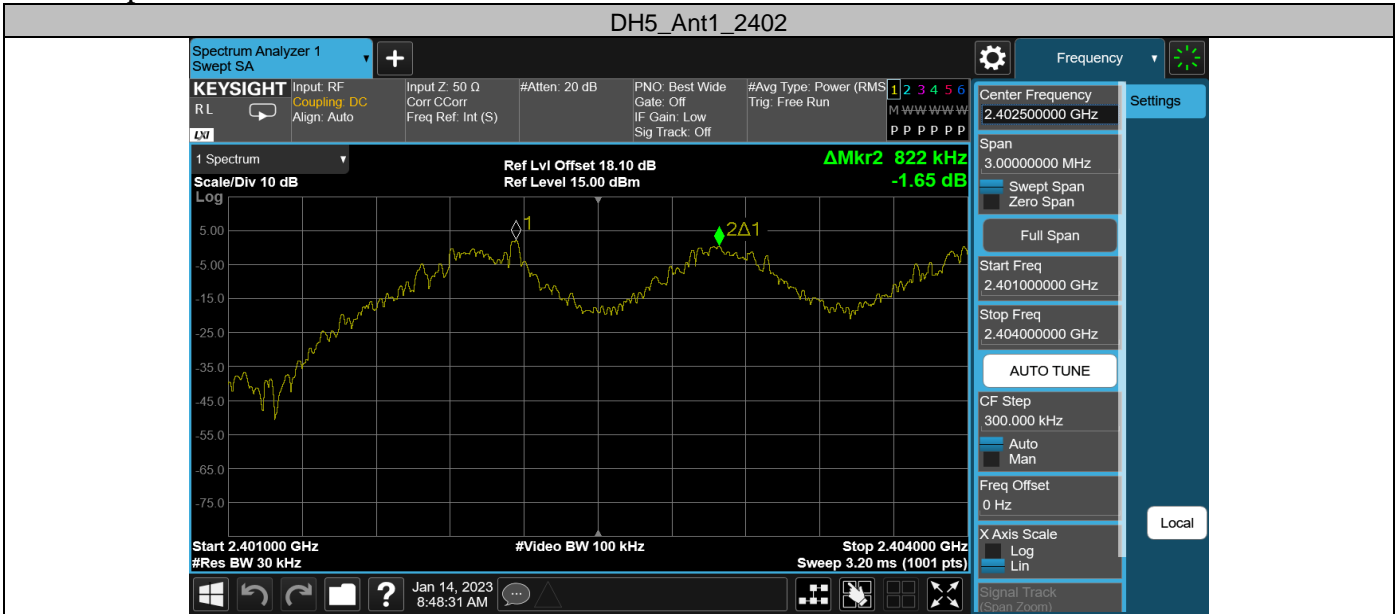 DH5_Ant1_2402
Spectrum Analyzer 1
Swept SA
Frequency
KEYSIGHT
RL
LXI
Input: RF
Coupling: DC
Align: Auto
Input Z: 50 Ω
Corr CCorr
Freq Ref: Int (S)
#Atten: 20 dB
PNO: Best Wide
Gate: Off
IF Gain: Low
Sig Track: Off
#Avg Type: Power (RMS
Trig: Free Run
1 2 3 4 5 6
M W W W W W
P P P P P P
1 Spectrum
Scale/Div 10 dB
Log
Ref Lvl Offset 18.10 dB
Ref Level 15.00 dBm
ΔMkr2 822 kHz
-1.65 dB
1
2Δ1
5.00
-5.00
-15.0
-25.0
-35.0
-45.0
-55.0
-65.0
-75.0
Start 2.401000 GHz
#Res BW 30 kHz
#Video BW 100 kHz
Stop 2.404000 GHz
Sweep 3.20 ms (1001 pts)
?
Jan 14, 2023
8:48:31 AM
Center Frequency
2.402500000 GHz
Settings
Span
3.00000000 MHz
Swept Span
Zero Span
Full Span
Start Freq
2.401000000 GHz
Stop Freq
2.404000000 GHz
AUTO TUNE
CF Step
300.000 kHz
Auto
Man
Freq Offset
0 Hz
Local
X Axis Scale
Log
Lin
Signal Track
(Span Zoom)